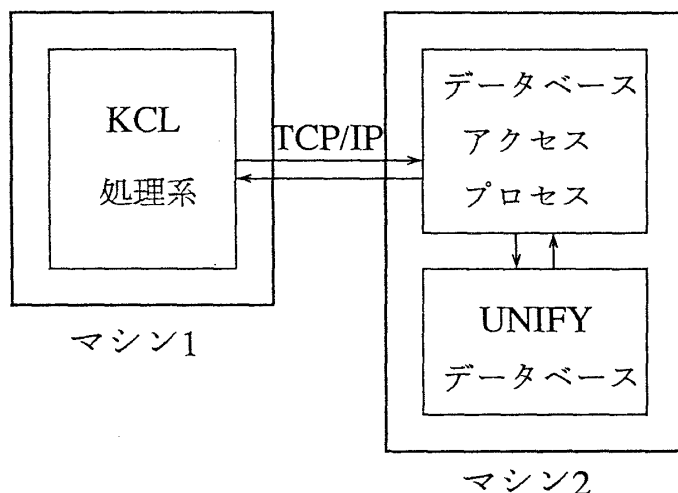 KCL
処理系
マシン1
TCP/IP
データベース
アクセス
プロセス
UNIFY
データベース
マシン2